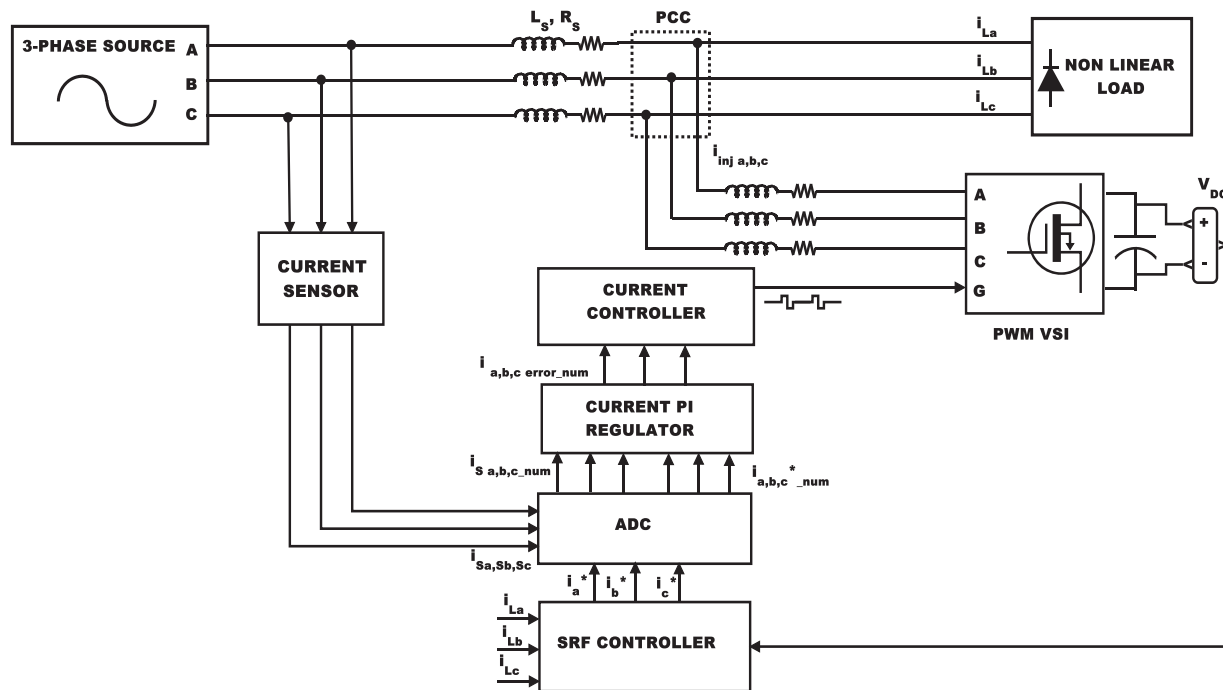 L_S, R_S
PCC
3-PHASE SOURCE
A
B
C
i_La
i_Lb
i_Lc
NON LINEAR
LOAD
i_inj a,b,c
A
B
C
G
V_DC
+
-
PWM VSI
CURRENT
SENSOR
CURRENT
CONTROLLER
i_a,b,c error_num
CURRENT PI
REGULATOR
i_S a,b,c_num
i_a,b,c*_num
ADC
i_Sa,Sb,Sc
i_a*
i_b*
i_c*
i_La
i_Lb
i_Lc
SRF CONTROLLER